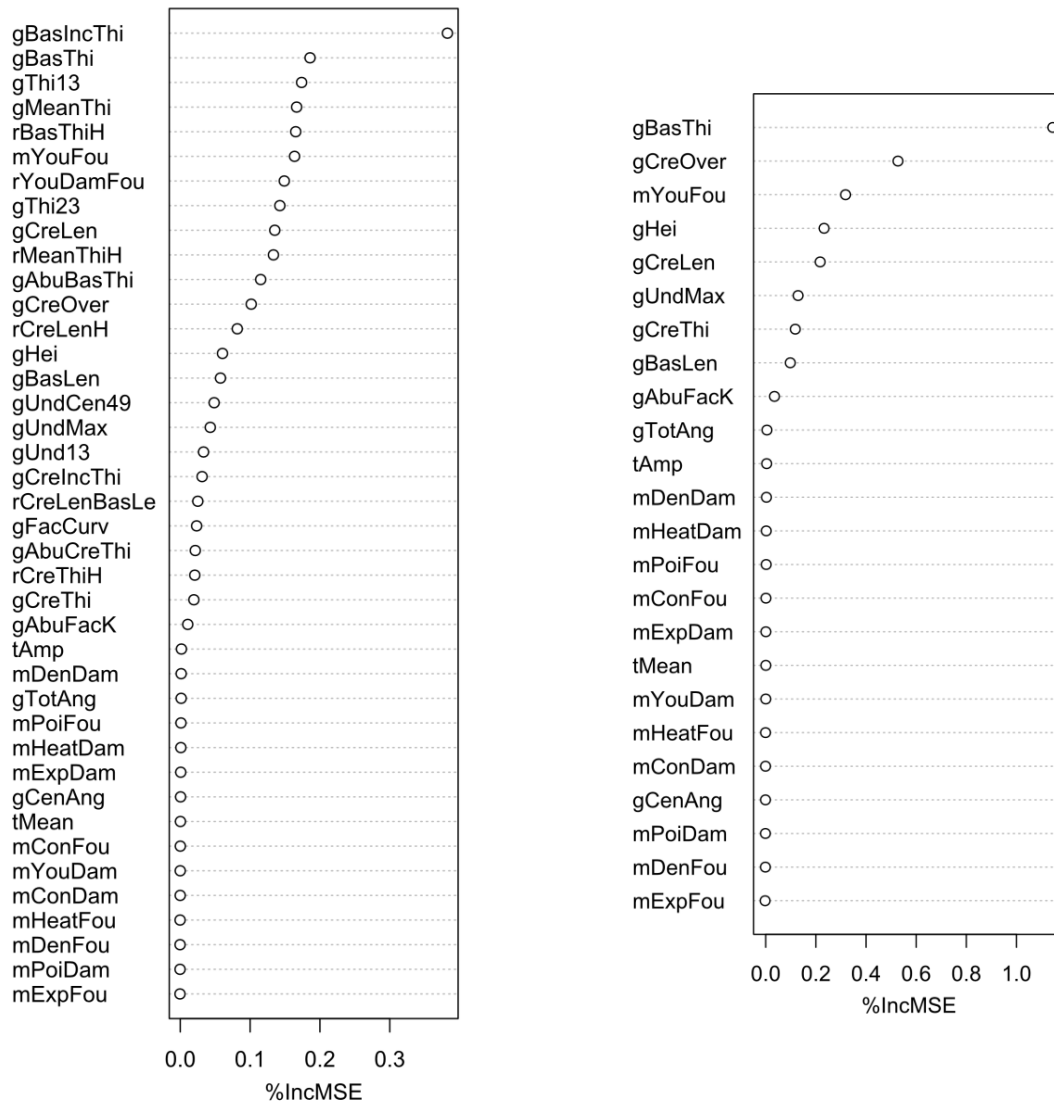 gBasIncThi
gBasThi
gThi13
gMeanThi
rBasThiH
mYouFou
rYouDamFou
gThi23
gCreLen
rMeanThiH
gAbuBasThi
gCreOver
rCreLenH
gHei
gBasLen
gUndCen49
gUndMax
gUnd13
gCreIncThi
rCreLenBasLe
gFacCurv
gAbuCreThi
rCreThiH
gCreThi
gAbuFacK
tAmp
mDenDam
gTotAng
mPoiFou
mHeatDam
mExpDam
gCenAng
tMean
mConFou
mYouDam
mConDam
mHeatFou
mDenFou
mPoiDam
mExpFou
0.0 0.1 0.2 0.3
%IncMSE
gBasThi
gCreOver
mYouFou
gHei
gCreLen
gUndMax
gCreThi
gBasLen
gAbuFacK
gTotAng
tAmp
mDenDam
mHeatDam
mPoiFou
mConFou
mExpDam
tMean
mYouDam
mHeatFou
mConDam
gCenAng
mPoiDam
mDenFou
mExpFou
0.0 0.2 0.4 0.6 0.8 1.0
%IncMSE